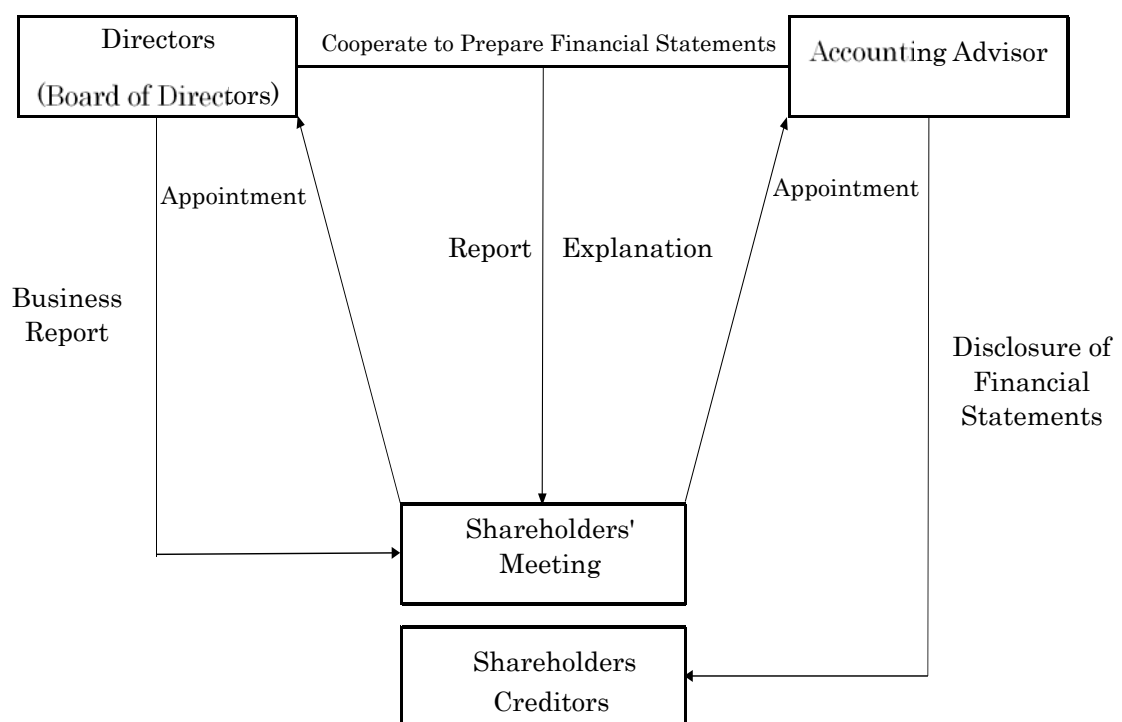 Directors
(Board of Directors)
Cooperate to Prepare Financial Statements
Accounting Advisor
Appointment
Appointment
Report
Explanation
Business
Report
Disclosure of
Financial
Statements
Shareholders'
Meeting
Shareholders
Creditors